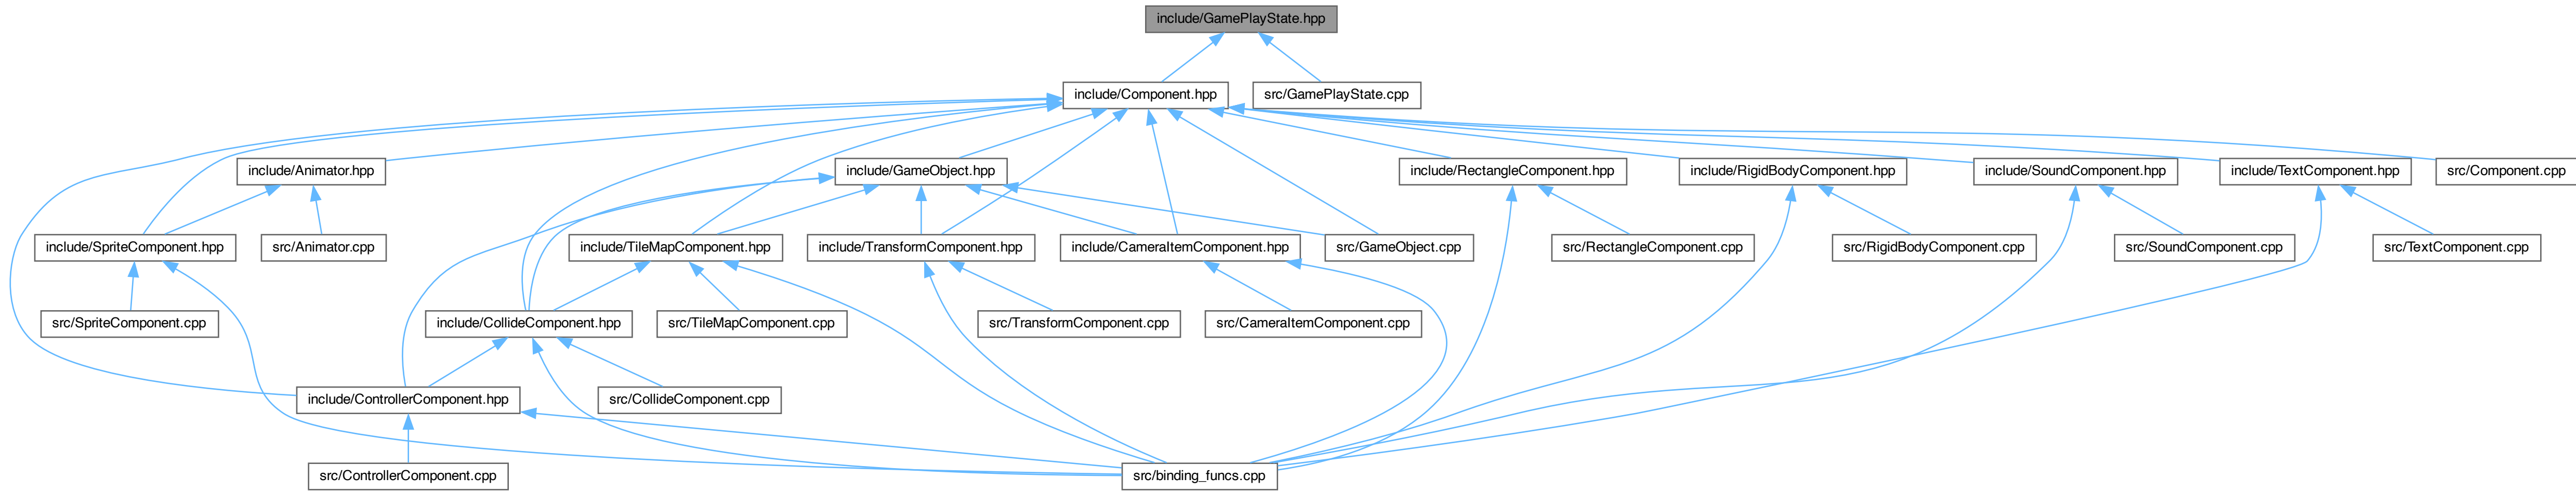 include/GamePlayState.hpp
include/Component.hpp
src/GamePlayState.cpp
include/Animator.hpp
include/GameObject.hpp
include/RectangleComponent.hpp
include/RigidBodyComponent.hpp
include/SoundComponent.hpp
include/TextComponent.hpp
src/Component.cpp
include/SpriteComponent.hpp
src/Animator.cpp
include/TileMapComponent.hpp
include/TransformComponent.hpp
include/CameraItemComponent.hpp
src/GameObject.cpp
src/RectangleComponent.cpp
src/RigidBodyComponent.cpp
src/SoundComponent.cpp
src/TextComponent.cpp
src/SpriteComponent.cpp
include/CollideComponent.hpp
src/TileMapComponent.cpp
src/TransformComponent.cpp
src/CameraItemComponent.cpp
include/ControllerComponent.hpp
src/CollideComponent.cpp
src/ControllerComponent.cpp
src/binding_funcs.cpp